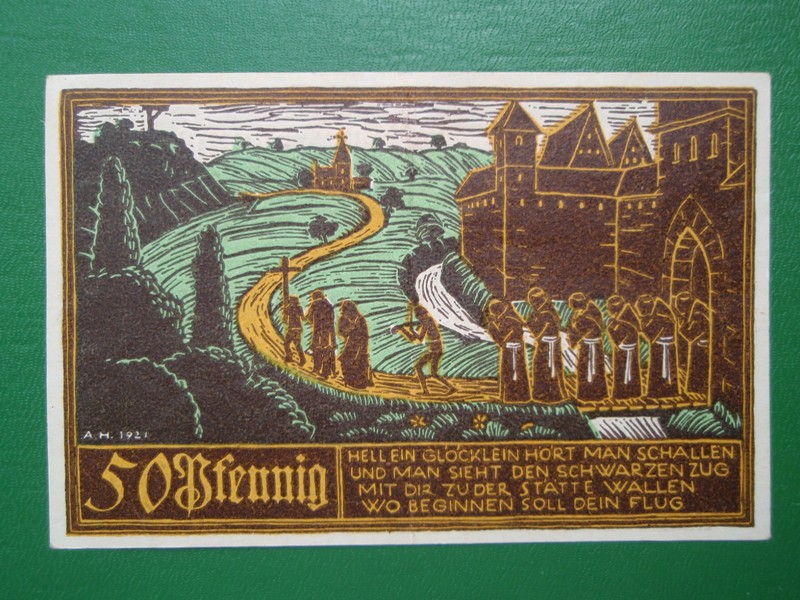 A.H. 1921
50 Pfennig
HELL EIN GLÖCKLEIN HÖRT MAN SCHALLEN
UND MAN SIEHT DEN SCHWARZEN ZUG
MIT DIR ZU DER STÄTTE WALLEN
WO BEGINNEN SOLL DEIN FLUG